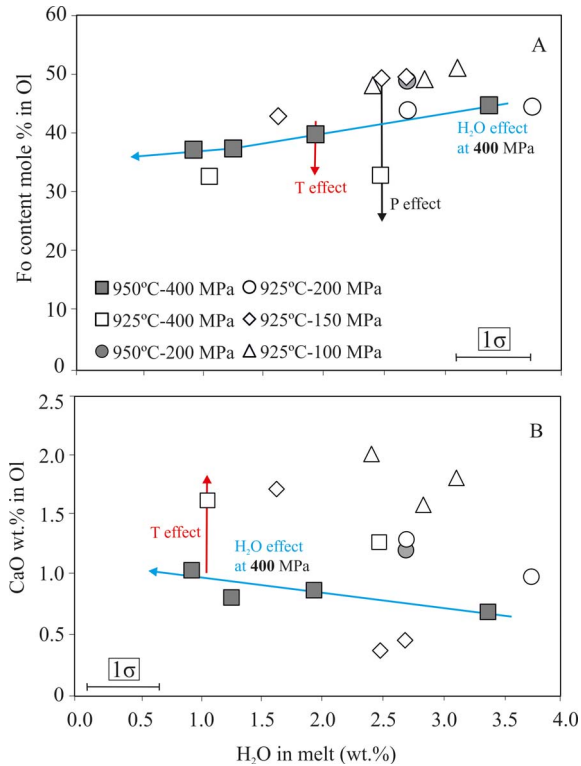 A
Fo content mole % in Ol
60
50
40
30
20
10
0
H₂O effect
at 400 MPa
T effect
P effect
950ºC-400 MPa
925ºC-200 MPa
925ºC-400 MPa
925ºC-150 MPa
950ºC-200 MPa
925ºC-100 MPa
1σ
B
CaO wt.% in Ol
2.5
2.0
1.5
1.0
0.5
0
T effect
H₂O effect
at 400 MPa
1σ
0.0 0.5 1.0 1.5 2.0 2.5 3.0 3.5 4.0
H₂O in melt (wt.%)